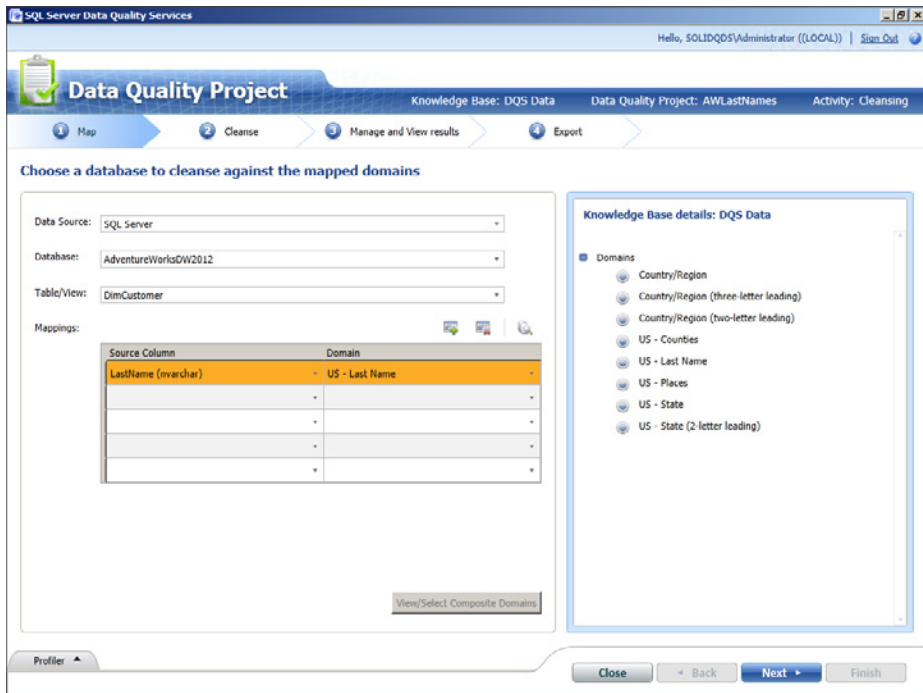 SQL Server Data Quality Services
Hello, SOLIDQDS\Administrator ((LOCAL)) | Sign Out
Data Quality Project
Knowledge Base: DQS Data Data Quality Project: AWLastNames Activity: Cleansing
1 Map 2 Cleanse 3 Manage and View results 4 Export
Choose a database to cleanse against the mapped domains
Data Source: SQL Server
Database: AdventureWorksDW2012
Table/View: DimCustomer
Mappings:
Source Column Domain
LastName (nvarchar) US - Last Name
View/Select Composite Domains
Knowledge Base details: DQS Data
Domains
Country/Region
Country/Region (three-letter leading)
Country/Region (two-letter leading)
US - Counties
US - Last Name
US - Places
US - State
US - State (2-letter leading)
Profiler
Close Back Next Finish